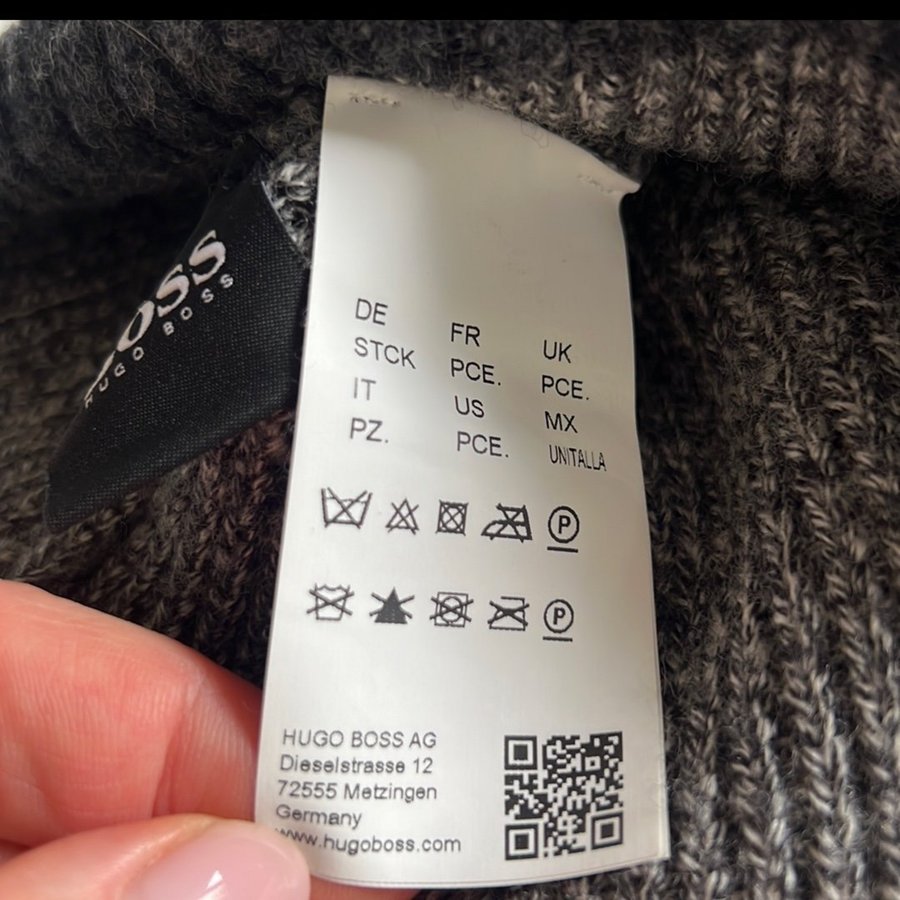 BOSS
HUGO BOSS
DE FR UK
STCK PCE. PCE.
IT US MX
PZ. PCE. UNITALLA
P
P
HUGO BOSS AG
Dieselstrasse 12
72555 Metzingen
Germany
www.hugoboss.com